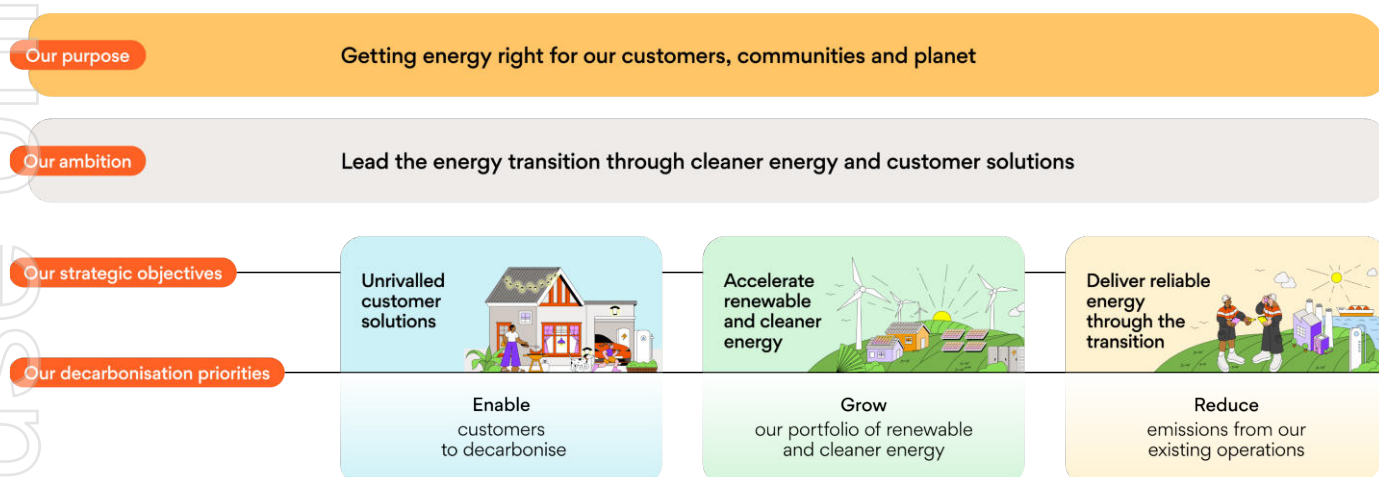 Our purpose
Getting energy right for our customers, communities and planet
Our ambition
Lead the energy transition through cleaner energy and customer solutions
Our strategic objectives
Unrivalled
customer
solutions
Accelerate
renewable
and cleaner
energy
Deliver reliable
energy
through the
transition
Our decarbonisation priorities
Enable
customers
to decarbonise
Grow
our portfolio of renewable
and cleaner energy
Reduce
emissions from our
existing operations